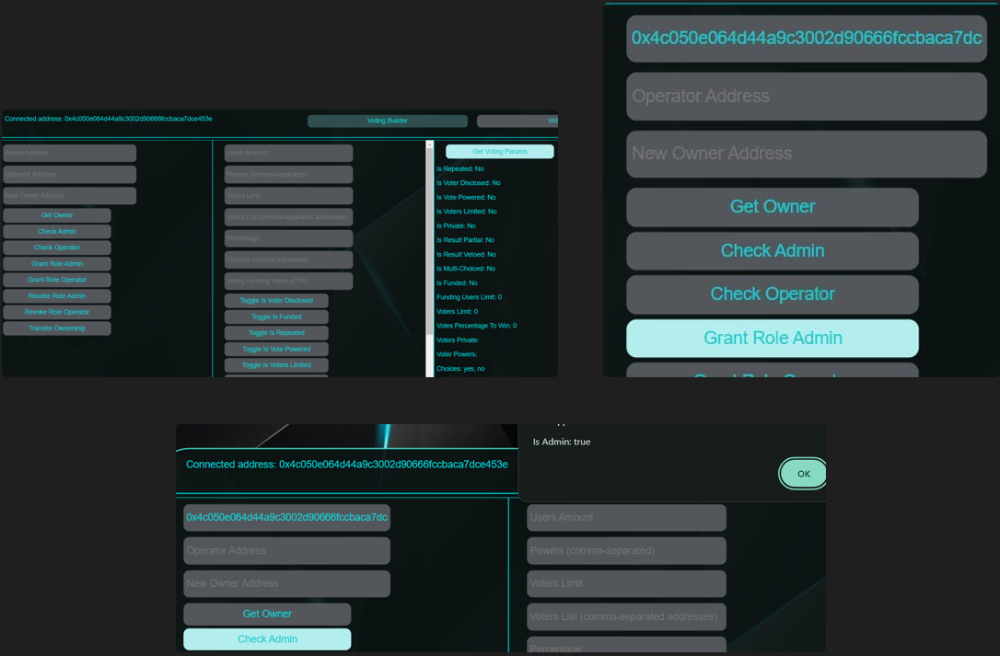 Connected address: 0x4c050e064d44a9c3002d90666fccbaca7dce453e
Voting Builder
Vot
Admin Address
Operator Address
New Owner Address
Get Owner
Check Admin
Check Operator
Grant Role Admin
Grant Role Operator
Revoke Role Admin
Revoke Role Operator
Transfer Ownership
Users Amount
Powers (comma-separated)
Voters Limit
Voters List (comma-separated addresses)
Percentage
Choices (comma separated)
Voting Funding Value (ETH)
Toggle Is Voter Disclosed
Toggle Is Funded
Toggle Is Repeated
Toggle Is Vote Powered
Toggle Is Voters Limited
Get Voting Params
Is Repeated: No
Is Voter Disclosed: No
Is Vote Powered: No
Is Voters Limited: No
Is Private: No
Is Result Partial: No
Is Result Vetoed: No
Is Multi-Choiced: No
Is Funded: No
Funding Users Limit: 0
Voters Limit: 0
Votes Percentage To Win: 0
Voters Private:
Voter Powers:
Choices: yes, no
0x4c050e064d44a9c3002d90666fccbaca7dc
Operator Address
New Owner Address
Get Owner
Check Admin
Check Operator
Grant Role Admin
Grant Role Operator
Connected address: 0x4c050e064d44a9c3002d90666fccbaca7dce453e
Is Admin: true
OK
0x4c050e064d44a9c3002d90666fccbaca7dc
Operator Address
New Owner Address
Get Owner
Check Admin
Users Amount
Powers (comma-separated)
Voters Limit
Voters List (comma-separated addresses)
Percentage